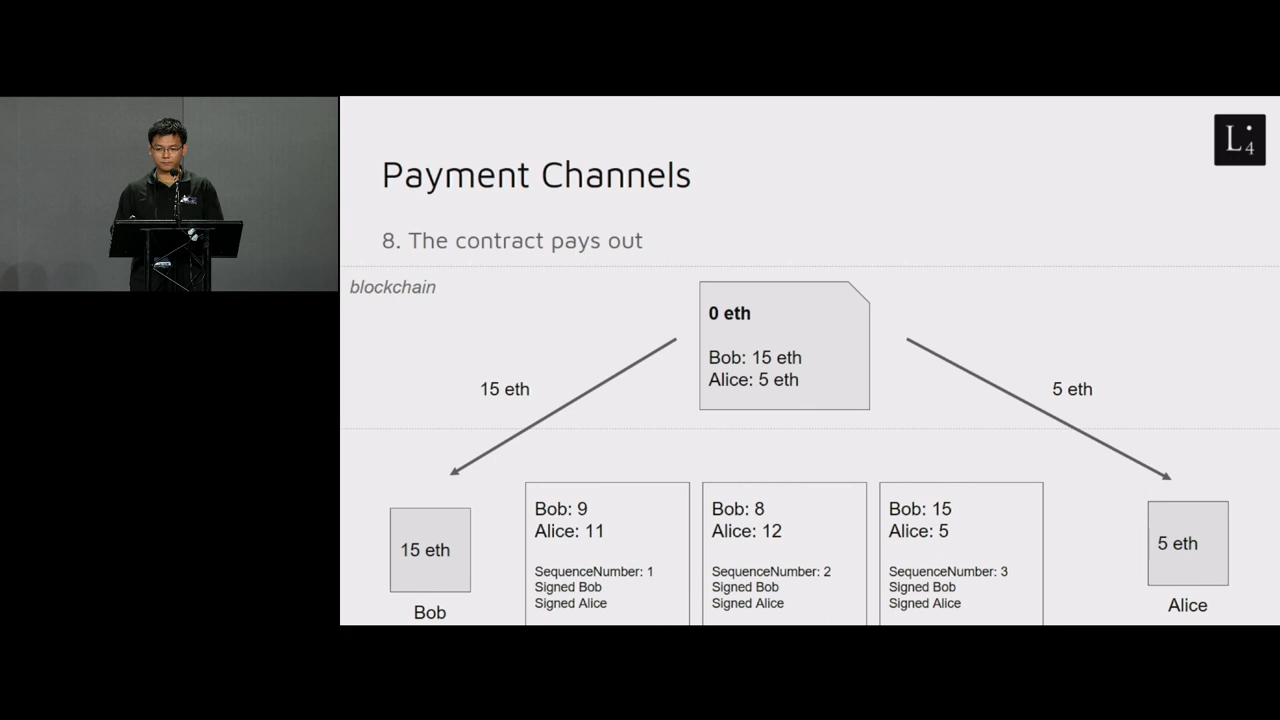 L4
Payment Channels
8. The contract pays out
blockchain
0 eth
Bob: 15 eth
Alice: 5 eth
15 eth
5 eth
15 eth
Bob
Bob: 9
Alice: 11
SequenceNumber: 1
Signed Bob
Signed Alice
Bob: 8
Alice: 12
SequenceNumber: 2
Signed Bob
Signed Alice
Bob: 15
Alice: 5
SequenceNumber: 3
Signed Bob
Signed Alice
5 eth
Alice